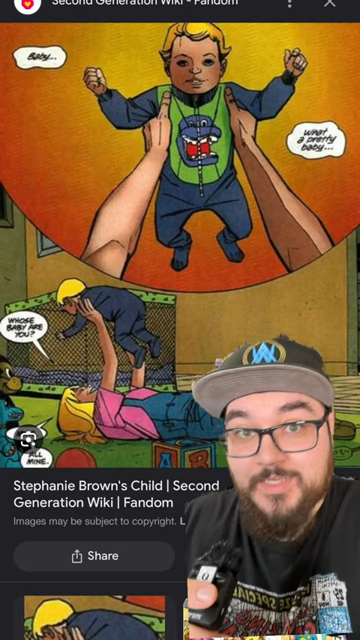 Second Generation Wiki - Fandom
Baby...
What
a pretty
baby...
WHOSE
BABY ARE
YOU?
ALL
MINE.
A
B
Stephanie Brown's Child | Second
Generation Wiki | Fandom
Images may be subject to copyright. L
Share